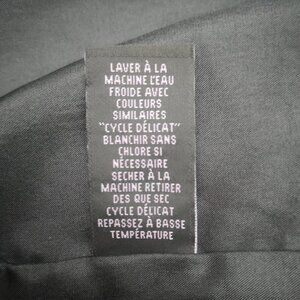 LAVER À LA
MACHINE L'EAU
FROIDE AVEC
COULEURS
SIMILAIRES
"CYCLE DÉLICAT"
BLANCHIR SANS
CHLORE SI
NÉCESSAIRE
SECHER À LA
MACHINE RETIRER
DES QUE SEC
CYCLE DÉLICAT
REPASSEZ À BASSE
TEMPÉRATURE